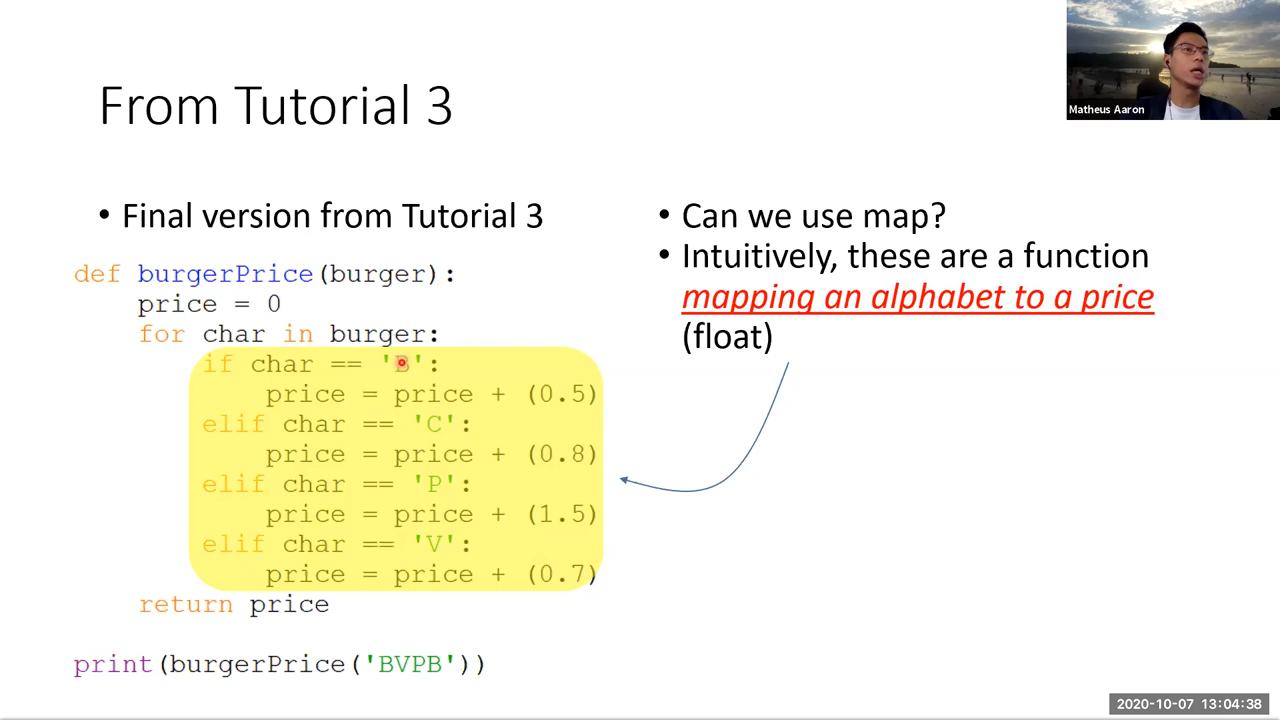 Matheus Aaron
From Tutorial 3
• Final version from Tutorial 3
def burgerPrice(burger):
    price = 0
    for char in burger:
        if char == 'B':
            price = price + (0.5)
        elif char == 'C':
            price = price + (0.8)
        elif char == 'P':
            price = price + (1.5)
        elif char == 'V':
            price = price + (0.7)
    return price
print(burgerPrice('BVPB'))
• Can we use map?
• Intuitively, these are a function
mapping an alphabet to a price
(float)
2020-10-07 13:04:38